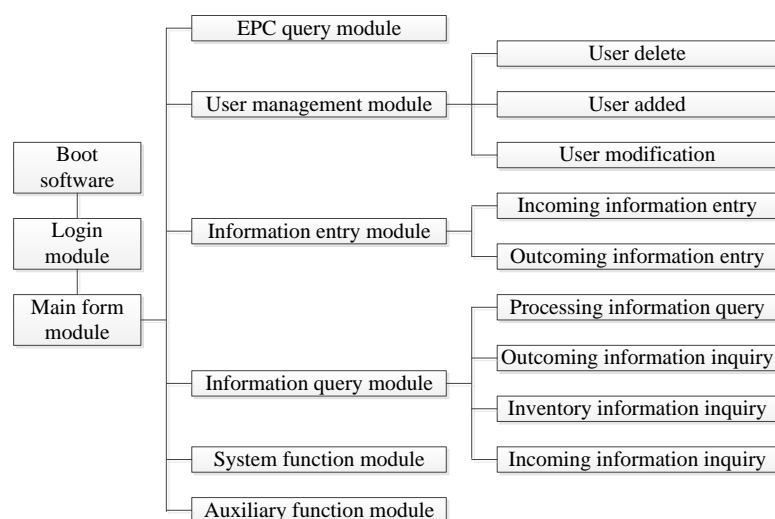 EPC query module
User delete
User management module
User added
User modification
Boot
software
Login
module
Main form
module
Information entry module
Incoming information entry
Outcoming information entry
Information query module
Processing information query
Outcoming information inquiry
Inventory information inquiry
Incoming information inquiry
System function module
Auxiliary function module